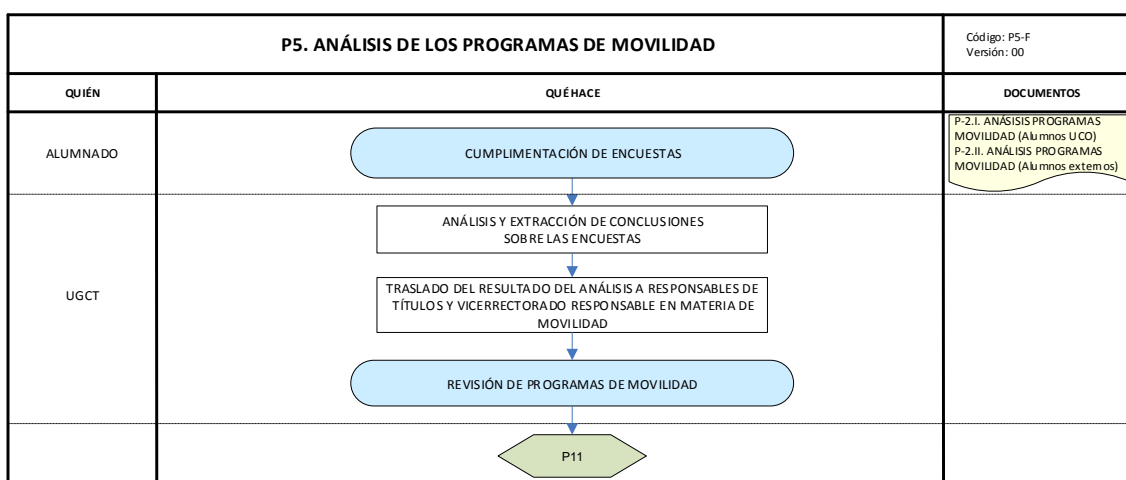 P5. ANÁLISIS DE LOS PROGRAMAS DE MOVILIDAD
Código: P5-F
Versión: 00
QUIÉN
QUÉ HACE
DOCUMENTOS
ALUMNADO
CUMPLIMENTACIÓN DE ENCUESTAS
P-2.I. ANÁSISIS PROGRAMAS
MOVILIDAD (Alumnos UCO)
P-2.II. ANÁLISIS PROGRAMAS
MOVILIDAD (Alumnos externos)
UGCT
ANÁLISIS Y EXTRACCIÓN DE CONCLUSIONES
SOBRE LAS ENCUESTAS
TRASLADO DEL RESULTADO DEL ANÁLISIS A RESPONSABLES DE
TÍTULOS Y VICERRECTORADO RESPONSABLE EN MATERIA DE
MOVILIDAD
REVISIÓN DE PROGRAMAS DE MOVILIDAD
P11